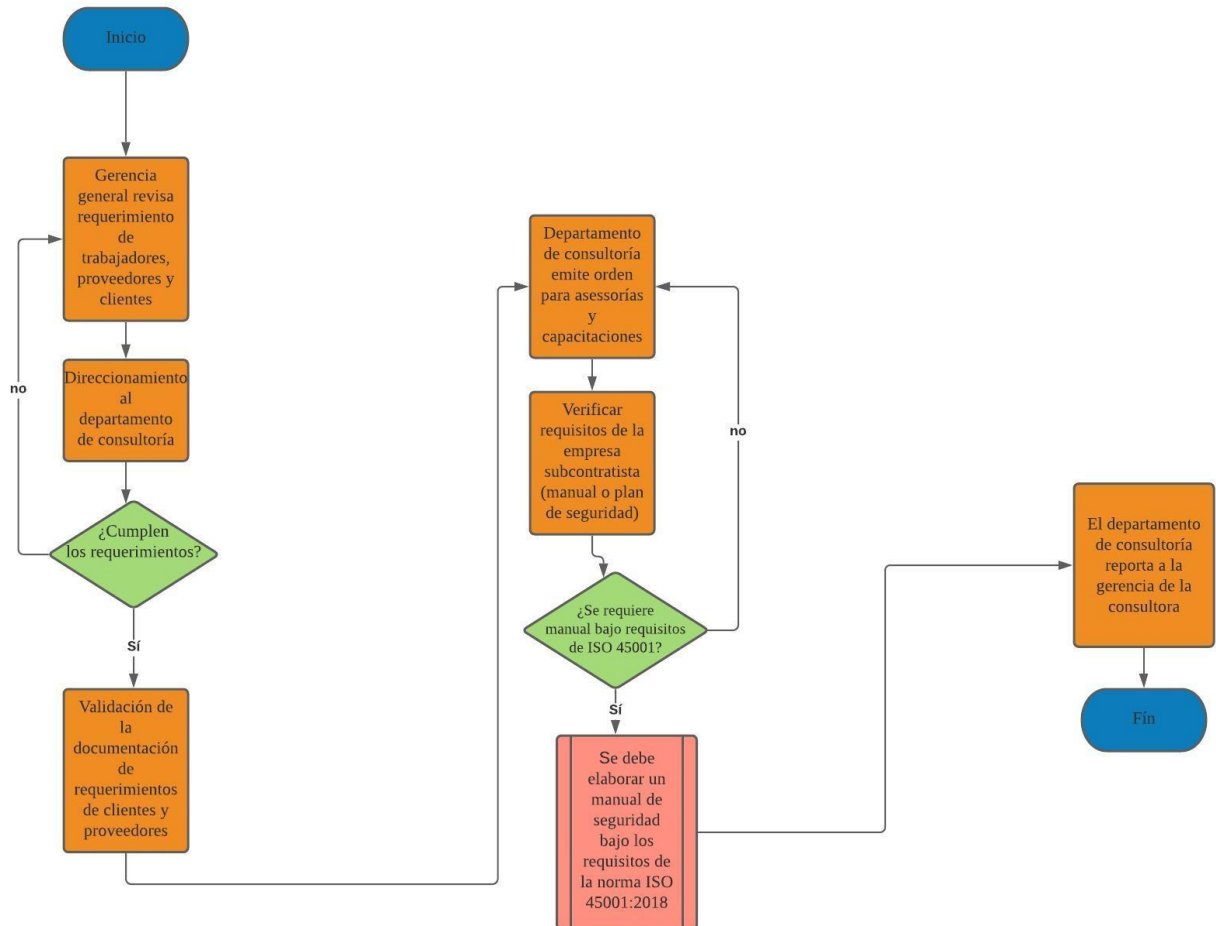 Inicio
Gerencia
general revisa
requerimiento
de
trabajadores,
proveedores y
clientes
Direccionamiento
al
departamento
de consultoría
no
¿Cumplen
los requerimientos?
Sí
Validación de
la
documentación
de
requerimientos
de clientes y
proveedores
Departamento
de consultoría
emite orden
para asessorías
y
capacitaciones
Verificar
requisitos de la
empresa
subcontratista
(manual o plan
de seguridad)
no
¿Se requiere
manual bajo requisitos
de ISO 45001?
Sí
Se debe
elaborar un
manual de
seguridad
bajo los
requisitos de
la norma ISO
45001:2018
El departamento
de consultoría
reporta a la
gerencia de la
consultora
Fín